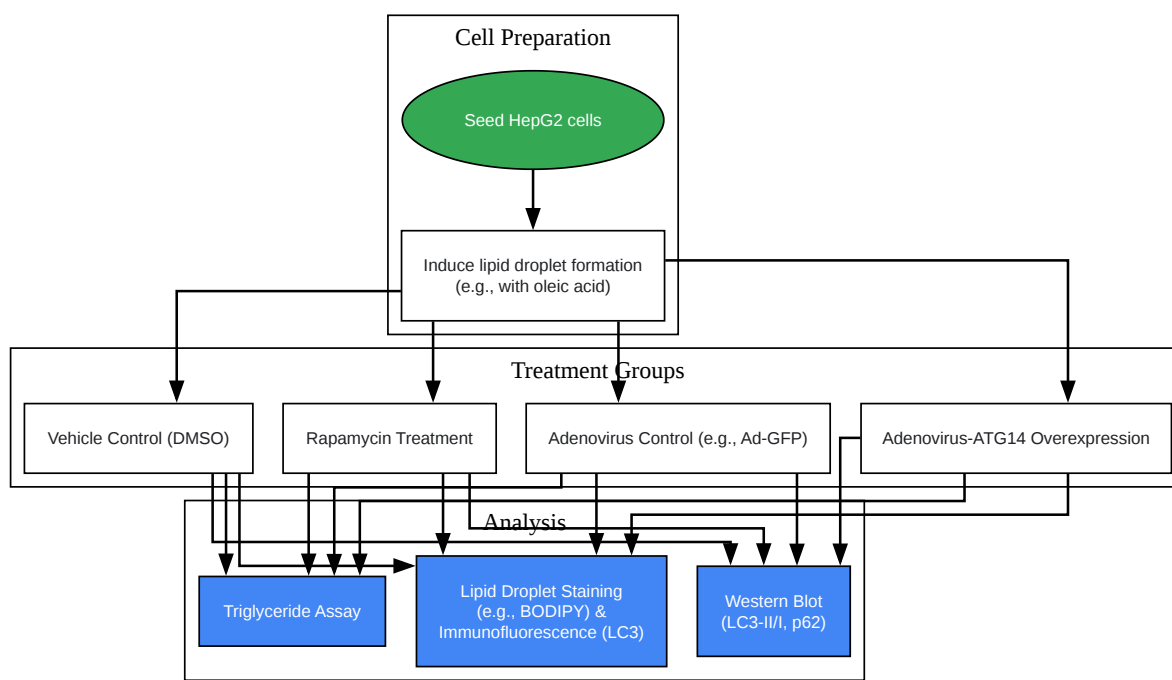 Cell Preparation
Seed HepG2 cells
Induce lipid droplet formation
(e.g., with oleic acid)
Treatment Groups
Vehicle Control (DMSO)
Rapamycin Treatment
Adenovirus Control (e.g., Ad-GFP)
Adenovirus-ATG14 Overexpression
Analysis
Triglyceride Assay
Lipid Droplet Staining
(e.g., BODIPY) &
Immunofluorescence (LC3)
Western Blot
(LC3-II/I, p62)